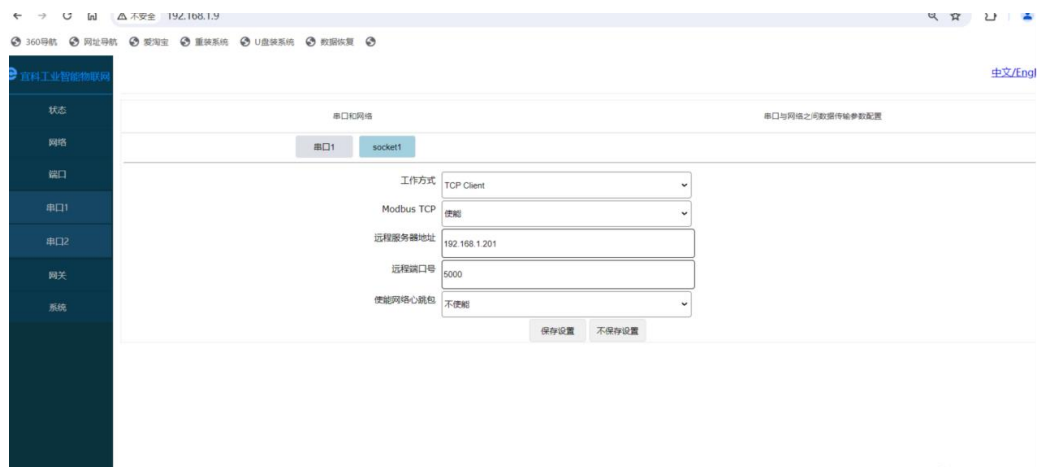 不安全 192.168.1.9
360导航 网址导航 爱淘宝 重装系统 U盘装系统 数据恢复
宜科工业智能物联网
中文/Engl
状态
网络
端口
串口1
串口2
网关
系统
串口和网络 串口与网络之间数据传输参数配置
串口1 socket1
工作方式 TCP Client
Modbus TCP 使能
远程服务器地址 192.168.1.201
远程端口号 5000
使能网络心跳包 不使能
保存设置 不保存设置